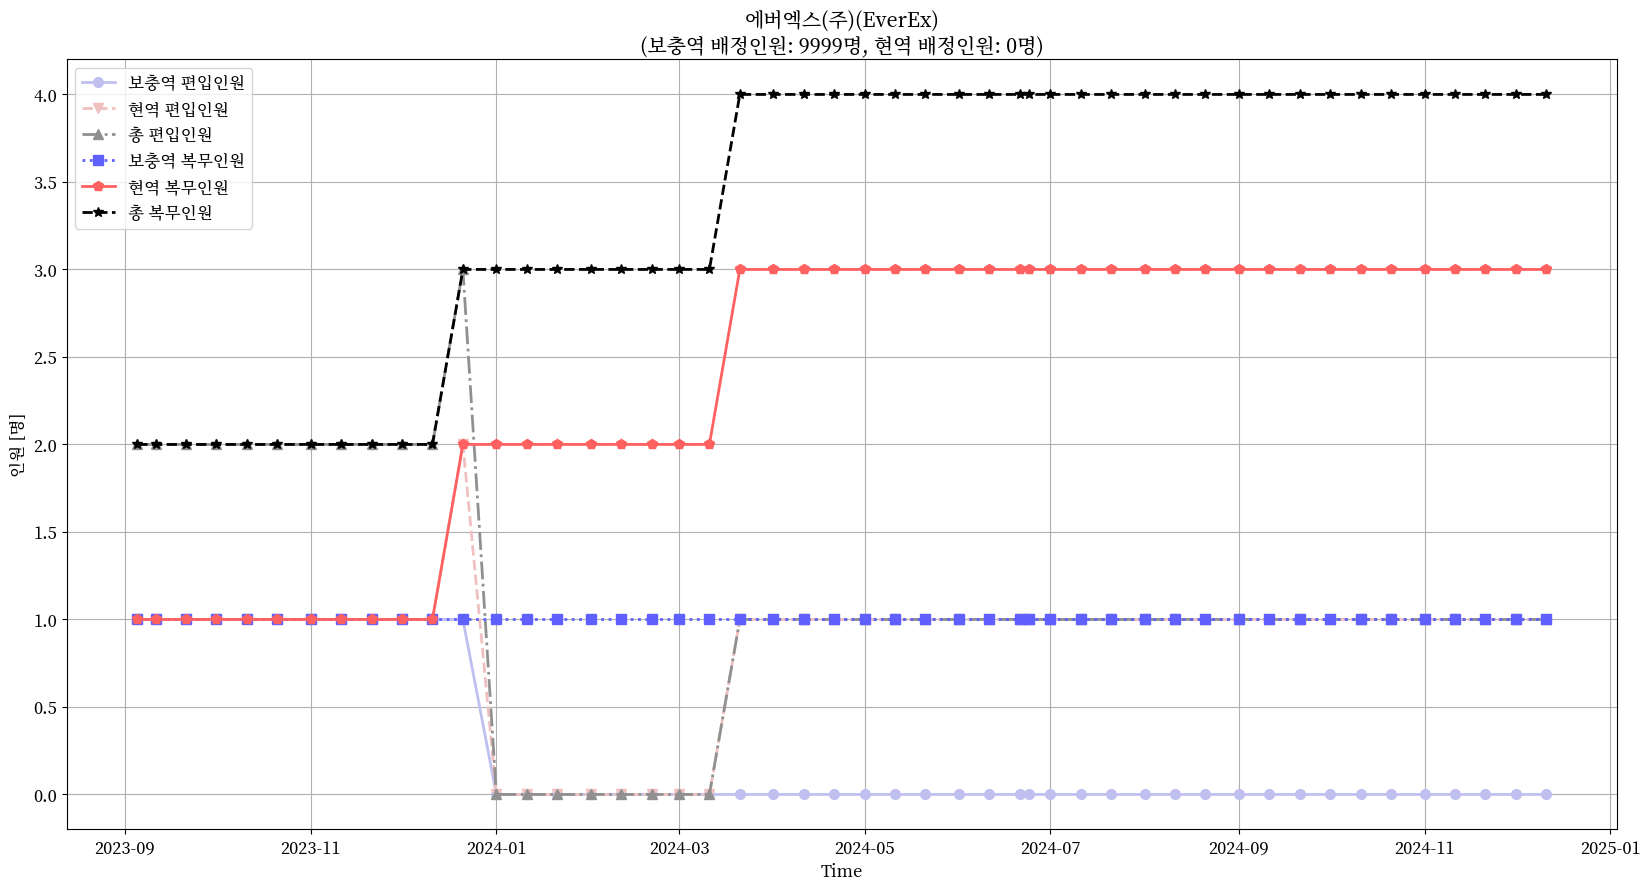 에버엑스(주)(EverEx)
(보충역 배정인원: 9999명, 현역 배정인원: 0명)
보충역 편입인원
현역 편입인원
총 편입인원
보충역 복무인원
현역 복무인원
총 복무인원
4.0
3.5
3.0
2.5
2.0
1.5
1.0
0.5
0.0
인원 [명]
2023-09 2023-11 2024-01 2024-03 2024-05 2024-07 2024-09 2024-11 2025-01
Time